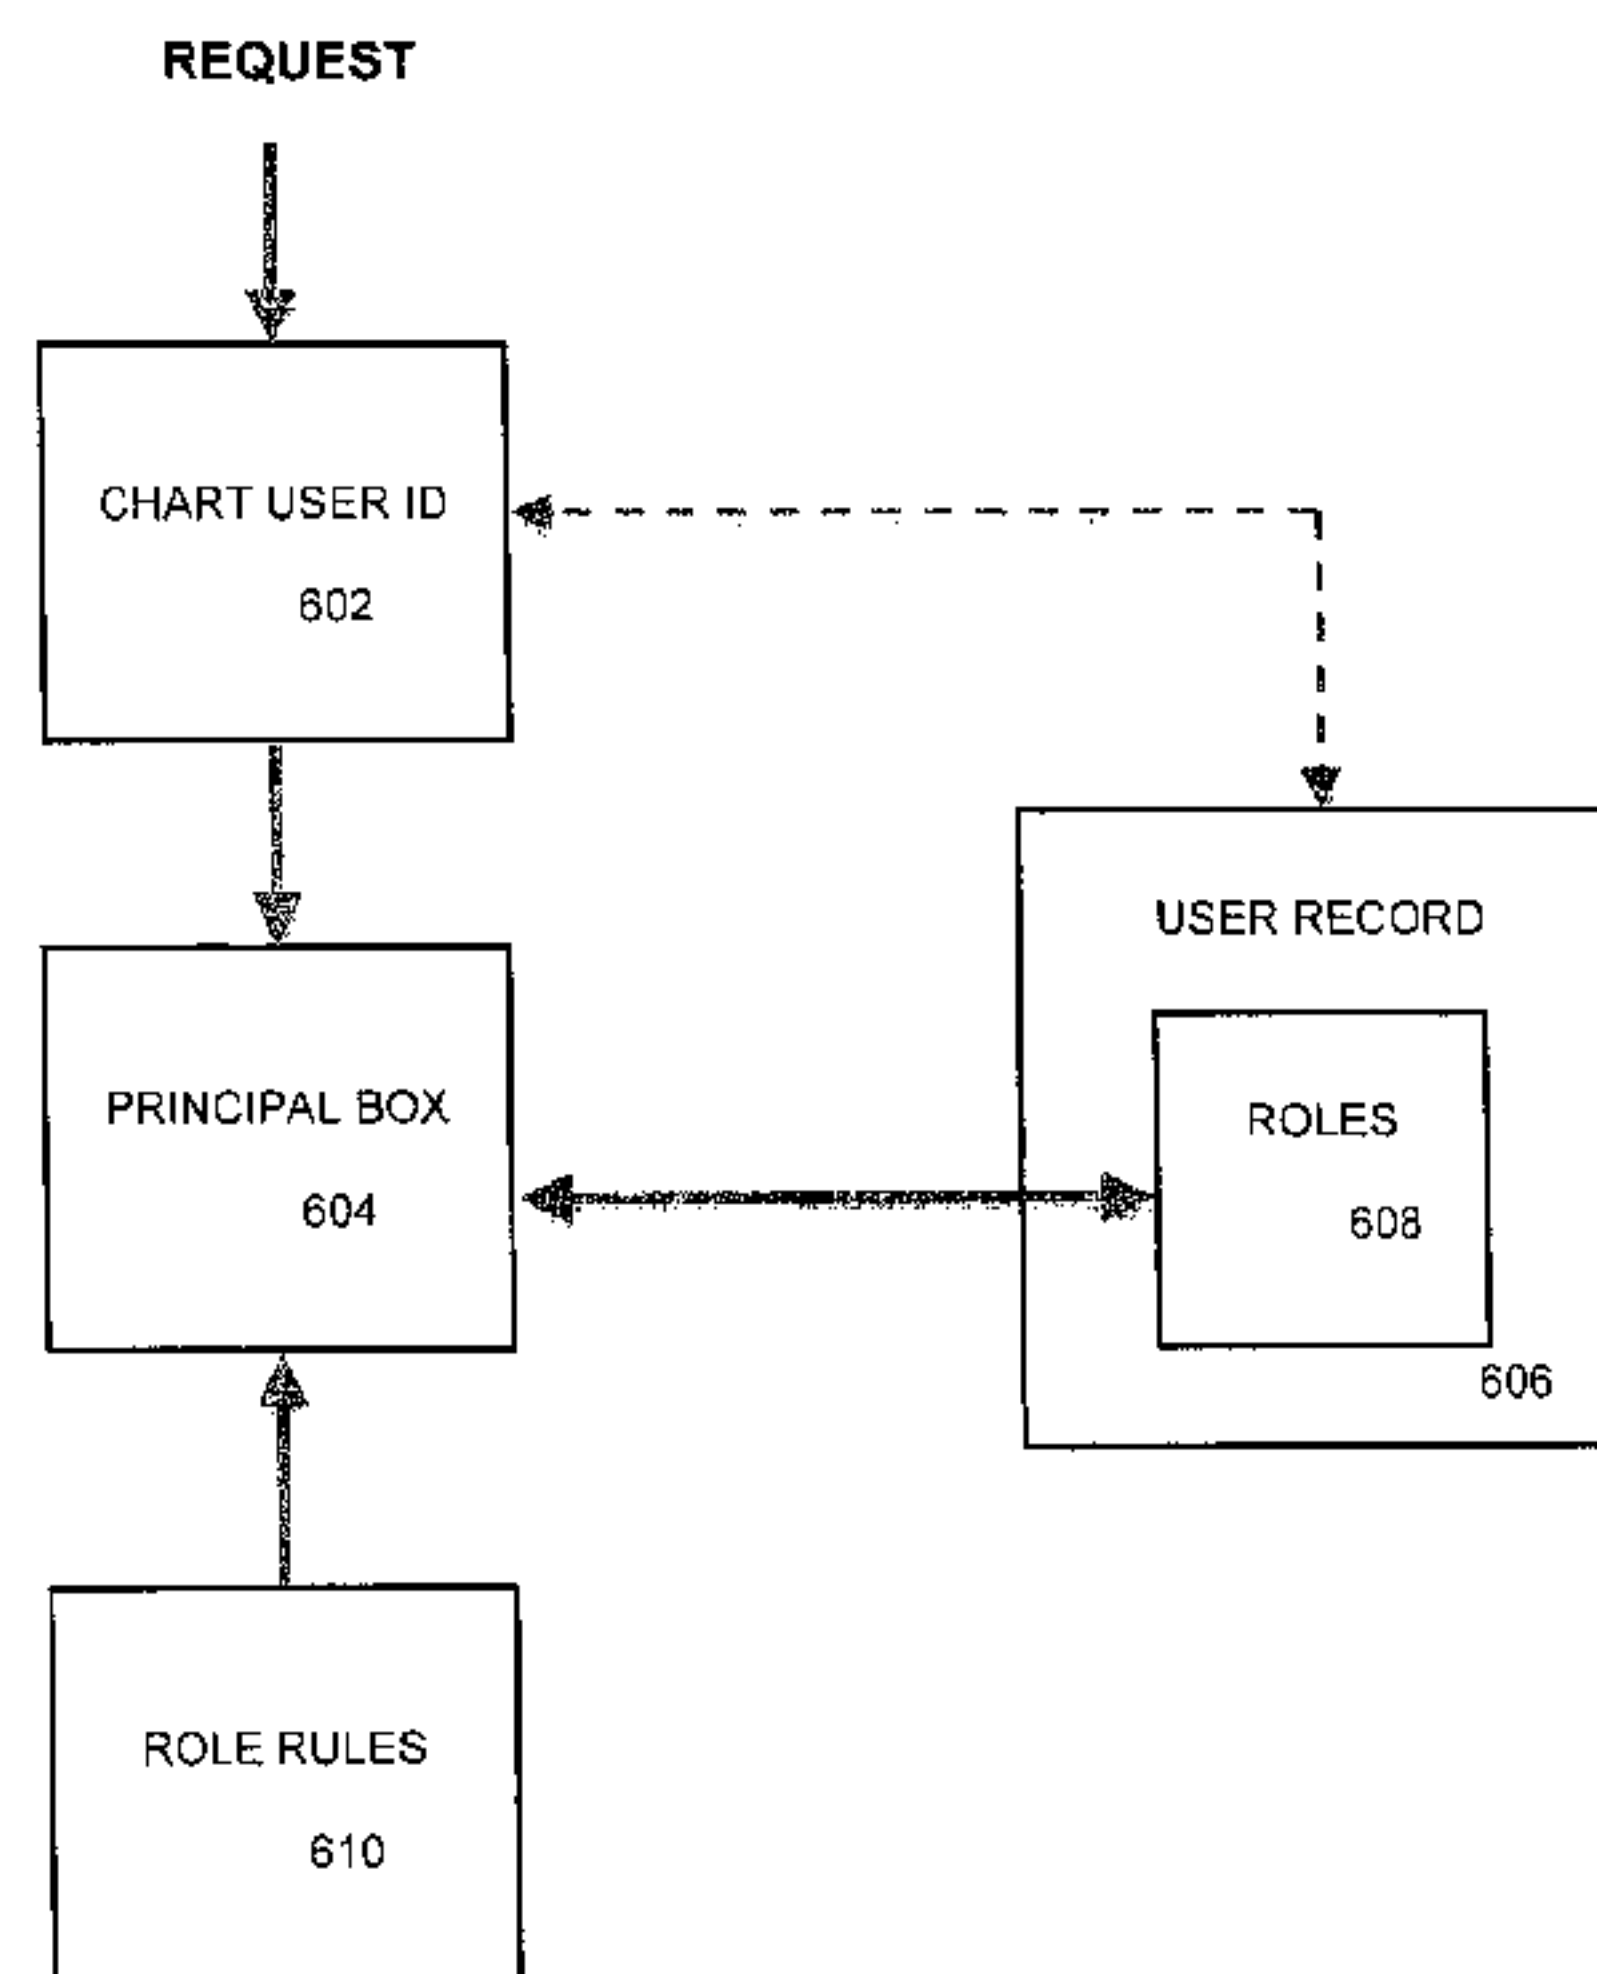 REQUEST
CHART USER ID
602
USER RECORD
PRINCIPAL BOX
604
ROLES
608
606
ROLE RULES
610